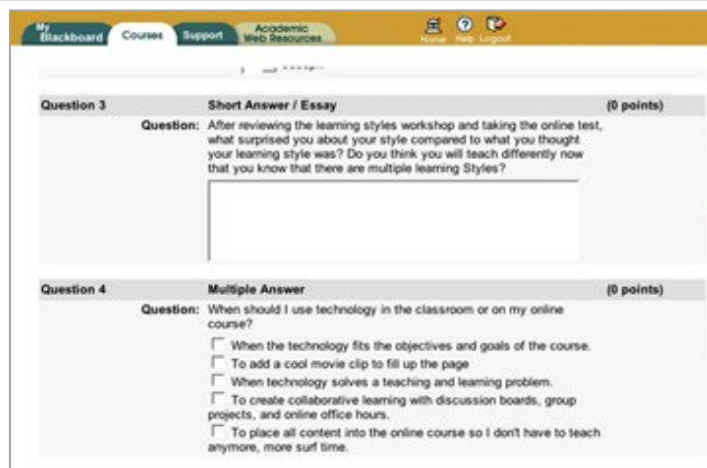 My
Blackboard
Courses
Support
Academic
Web Resources
Home Help Logout
Question 3 Short Answer / Essay (0 points)
Question: After reviewing the learning styles workshop and taking the online test,
what surprised you about your style compared to what you thought
your learning style was? Do you think you will teach differently now
that you know that there are multiple learning Styles?
Question 4 Multiple Answer (0 points)
Question: When should I use technology in the classroom or on my online
course?
When the technology fits the objectives and goals of the course.
To add a cool movie clip to fill up the page
When technology solves a teaching and learning problem.
To create collaborative learning with discussion boards, group
projects, and online office hours.
To place all content into the online course so I don't have to teach
anymore, more surf time.